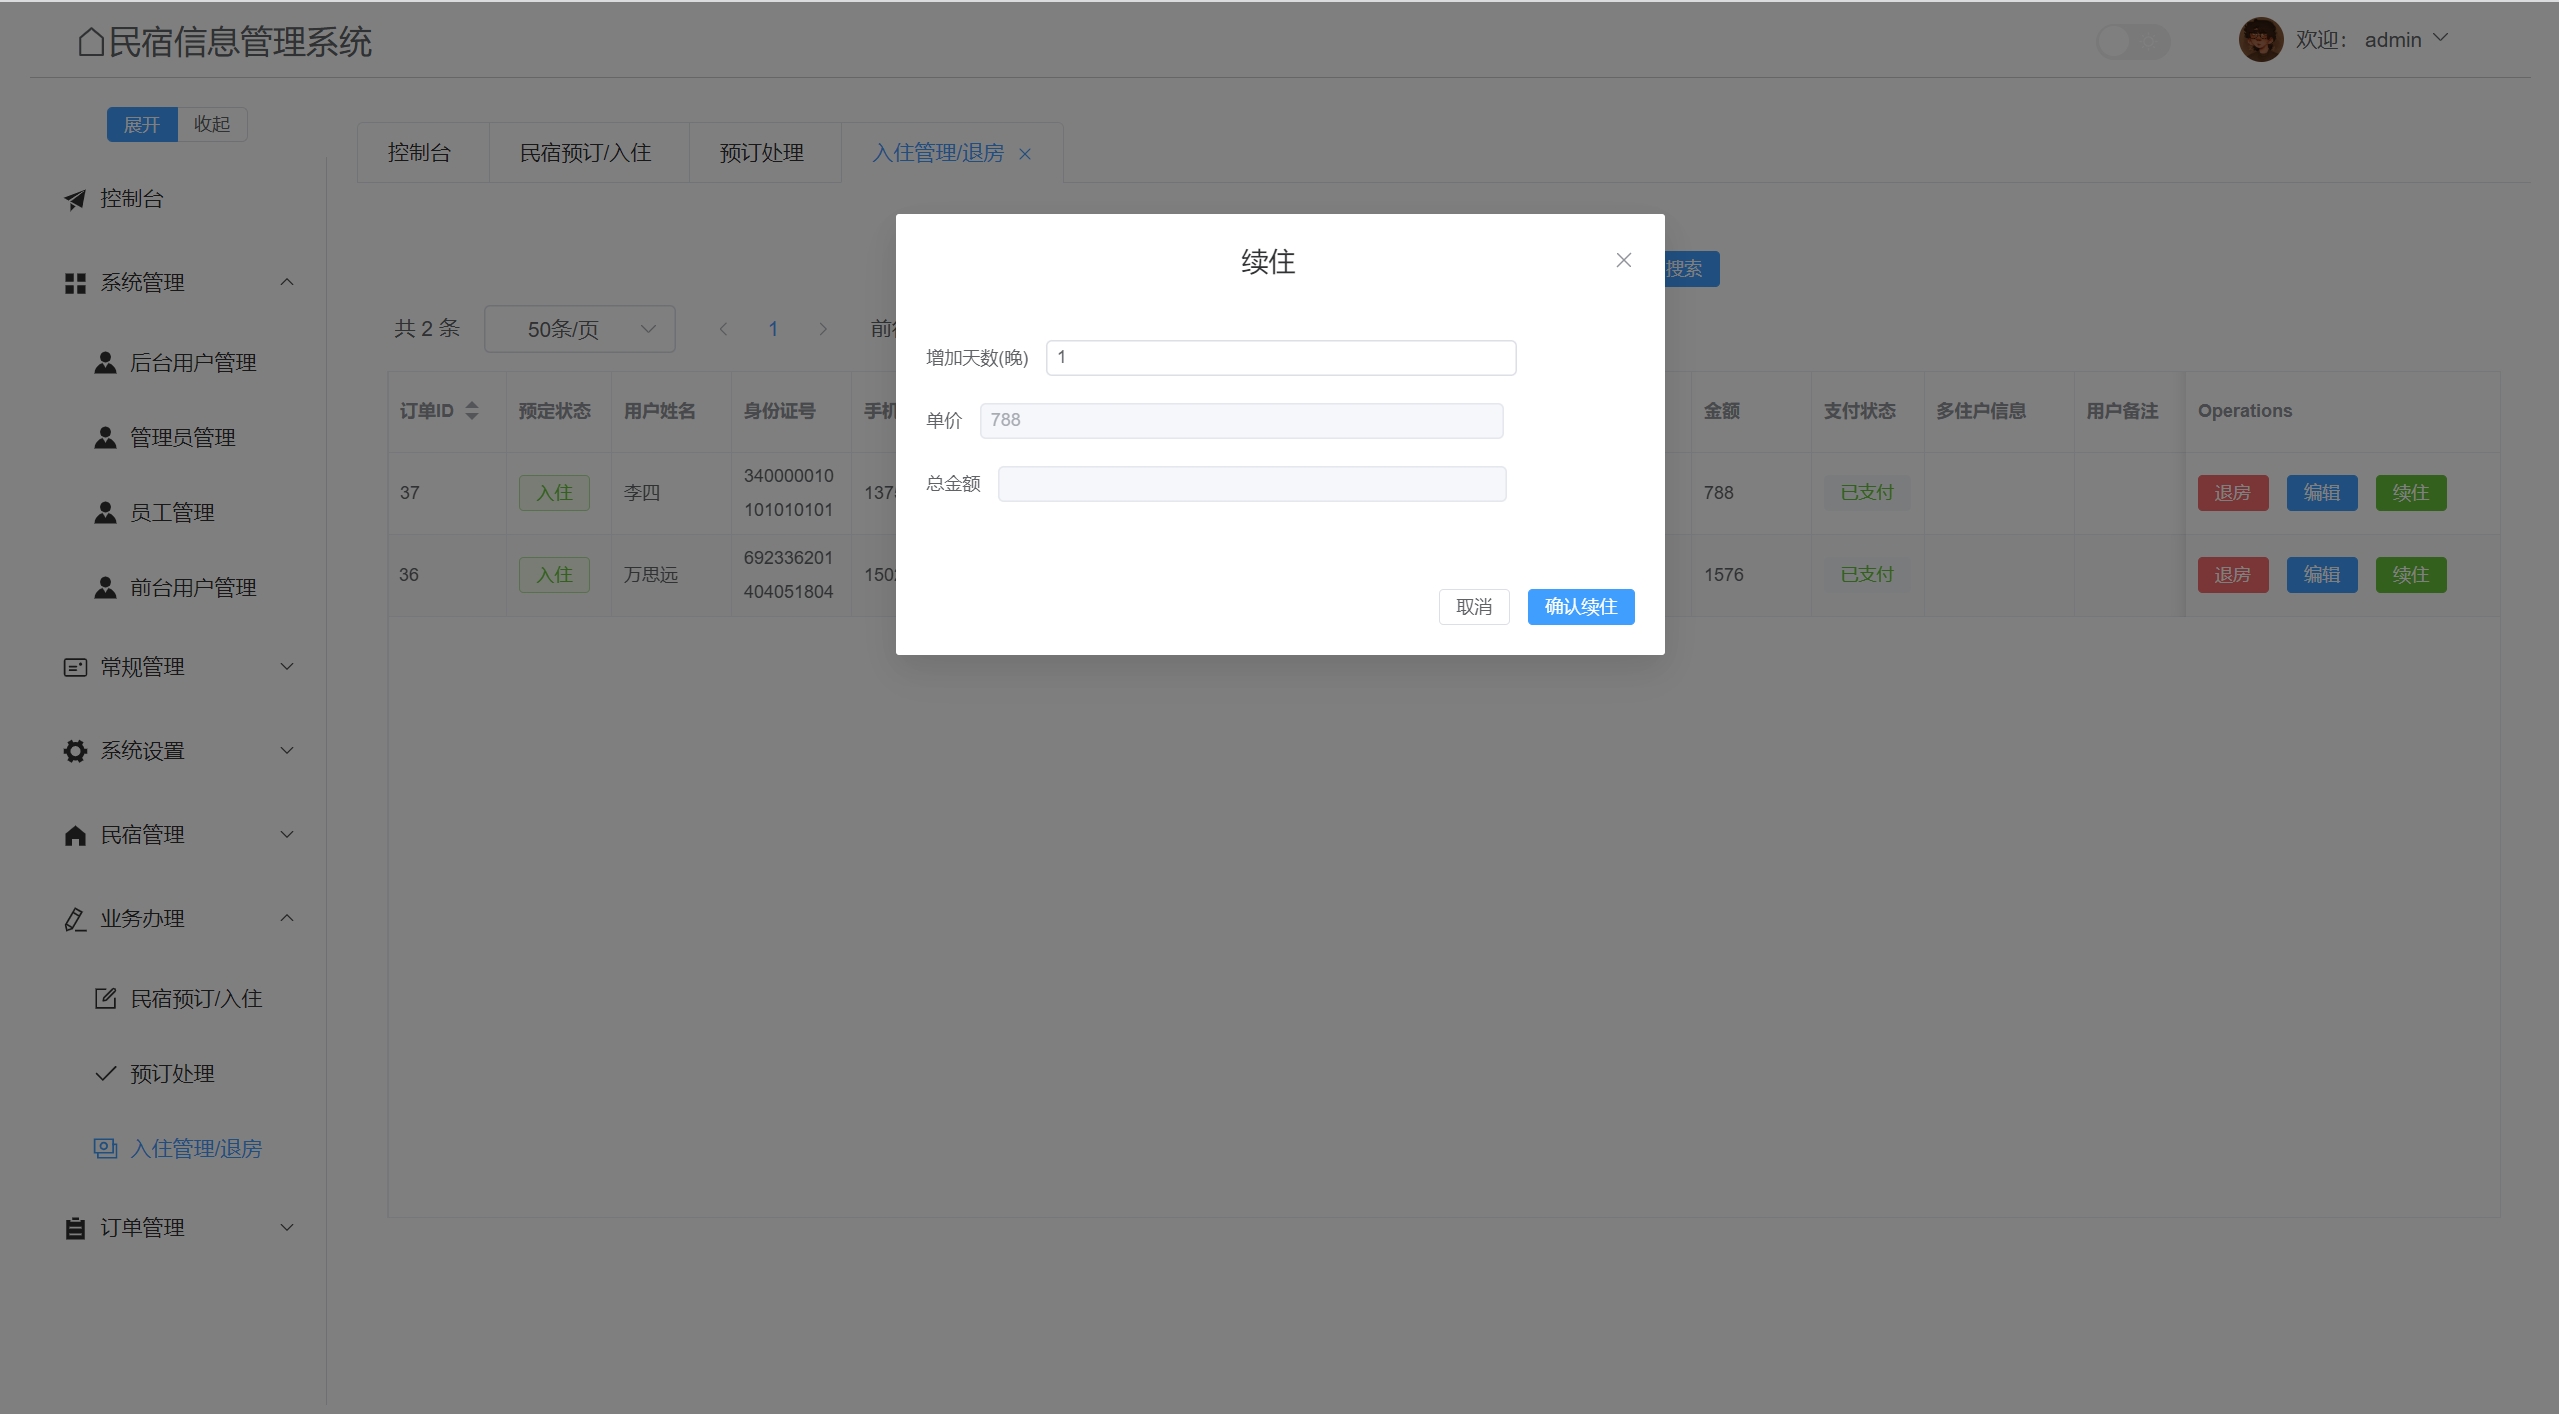 民宿信息管理系统
欢迎： admin
展开 收起
控制台 民宿预订/入住 预订处理 入住管理/退房
控制台
系统管理
后台用户管理
管理员管理
员工管理
前台用户管理
常规管理
系统设置
民宿管理
业务办理
民宿预订/入住
预订处理
入住管理/退房
订单管理
搜索
共 2 条 50条/页 1
订单ID 预定状态 用户姓名 身份证号 金额 支付状态 多住户信息 用户备注 Operations
37 入住 李四 340000010
101010101 788 已支付 退房 编辑 续住
36 入住 万思远 692336201
404051804 1576 已支付 退房 编辑 续住
续住
增加天数(晚) 1
单价 788
总金额
取消 确认续住